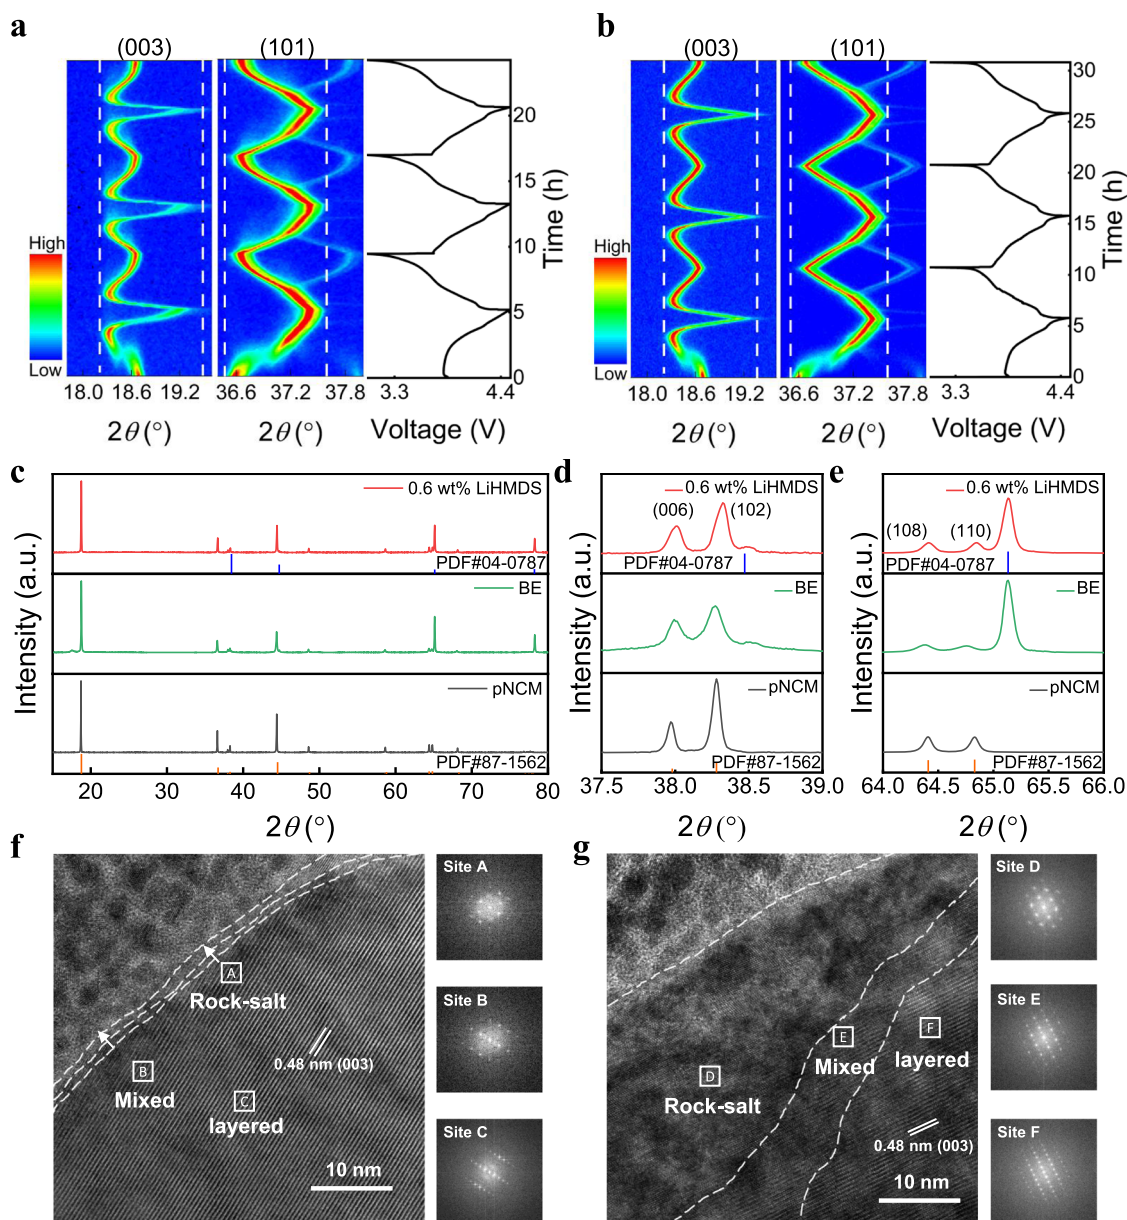 a
(003)
(101)
High
Low
18.0 18.6 19.2
36.6 37.2 37.8
3.3 4.4
0
5
10
15
20
Time (h)
2θ (°)
2θ (°)
Voltage (V)
b
(003)
(101)
High
Low
18.0 18.6 19.2
36.6 37.2 37.8
3.3 4.4
0
5
10
15
20
25
30
Time (h)
2θ (°)
2θ (°)
Voltage (V)
c
Intensity (a.u.)
0.6 wt% LiHMDS
PDF#04-0787
BE
pNCM
PDF#87-1562
20 30 40 50 60 70 80
2θ (°)
d
Intensity (a.u.)
0.6 wt% LiHMDS
(006)
(102)
PDF#04-0787
BE
pNCM
PDF#87-1562
37.5 38.0 38.5 39.0
2θ (°)
e
Intensity (a.u.)
0.6 wt% LiHMDS
(108)
(110)
PDF#04-0787
BE
pNCM
PDF#87-1562
64.0 64.5 65.0 65.5 66.0
2θ (°)
f
A
Rock-salt
B
Mixed
C
layered
0.48 nm (003)
10 nm
Site A
Site B
Site C
g
D
Rock-salt
E
Mixed
F
layered
0.48 nm (003)
10 nm
Site D
Site E
Site F